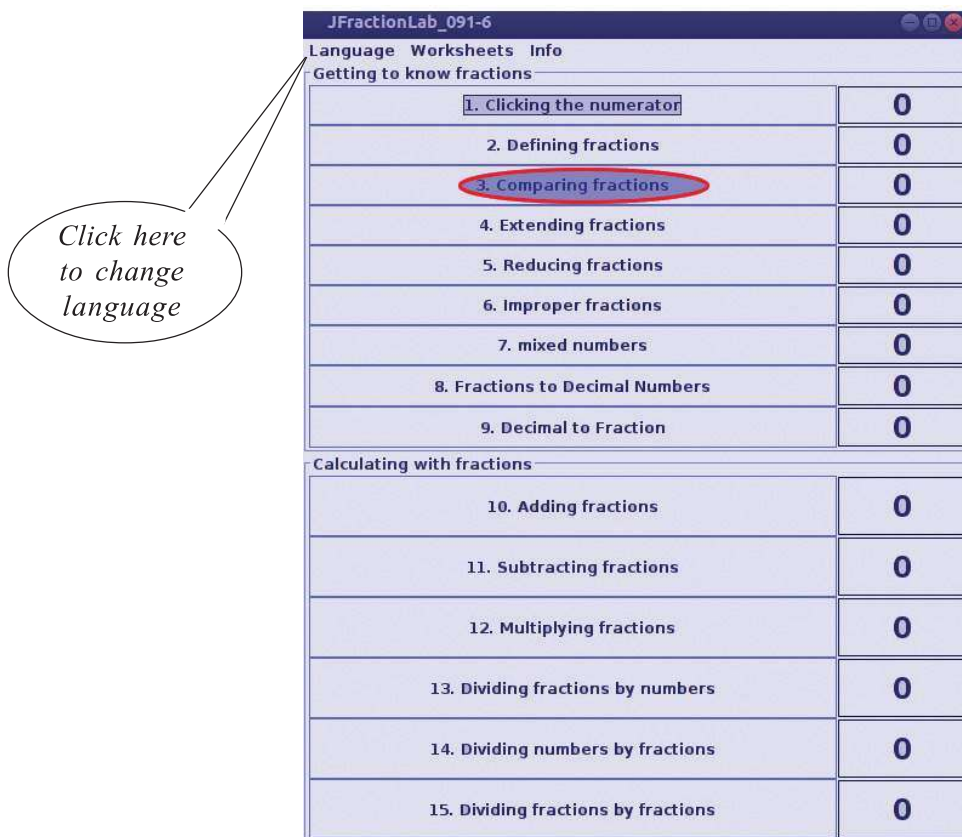 JFractionLab_091-6
Language Worksheets Info
Getting to know fractions
1. Clicking the numerator 0
2. Defining fractions 0
3. Comparing fractions 0
4. Extending fractions 0
5. Reducing fractions 0
6. Improper fractions 0
7. mixed numbers 0
8. Fractions to Decimal Numbers 0
9. Decimal to Fraction 0
Calculating with fractions
10. Adding fractions 0
11. Subtracting fractions 0
12. Multiplying fractions 0
13. Dividing fractions by numbers 0
14. Dividing numbers by fractions 0
15. Dividing fractions by fractions 0
Click here
to change
language